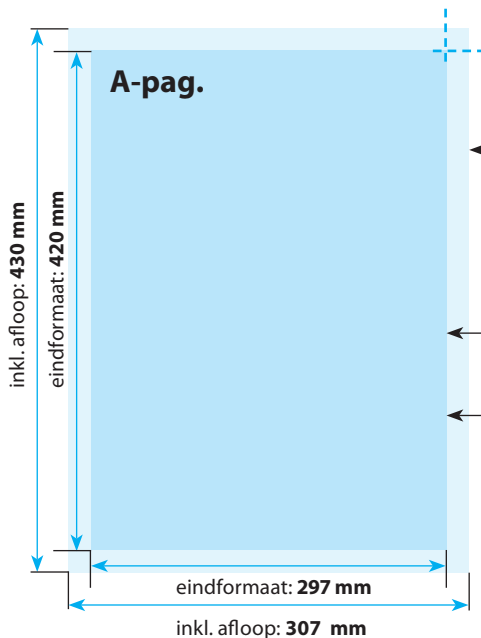 A-pag.
inkl. afloop: 430 mm
eindformaat: 420 mm
eindformaat: 297 mm
inkl. afloop: 307 mm